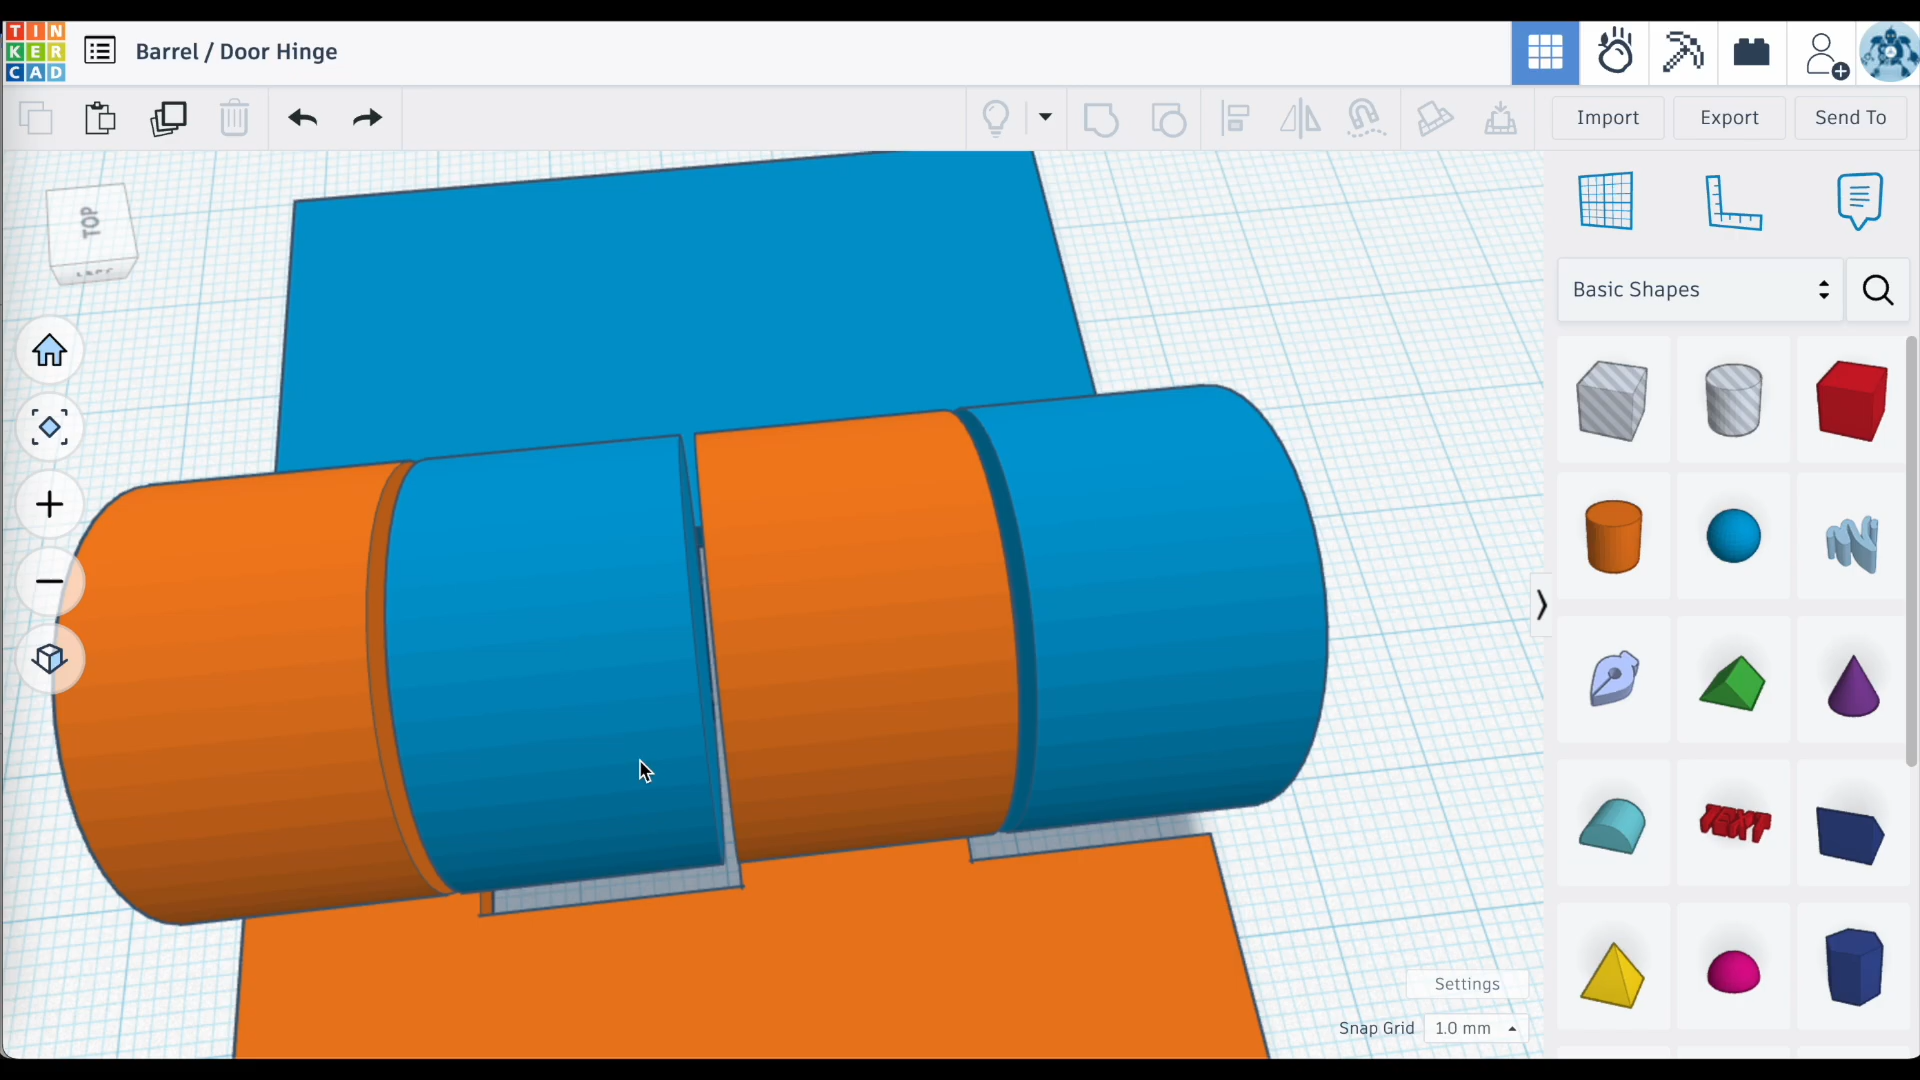 TIN
KER
CAD
Barrel / Door Hinge
Import
Export
Send To
TOP
Basic Shapes
TEXT
Settings
Snap Grid
1.0 mm